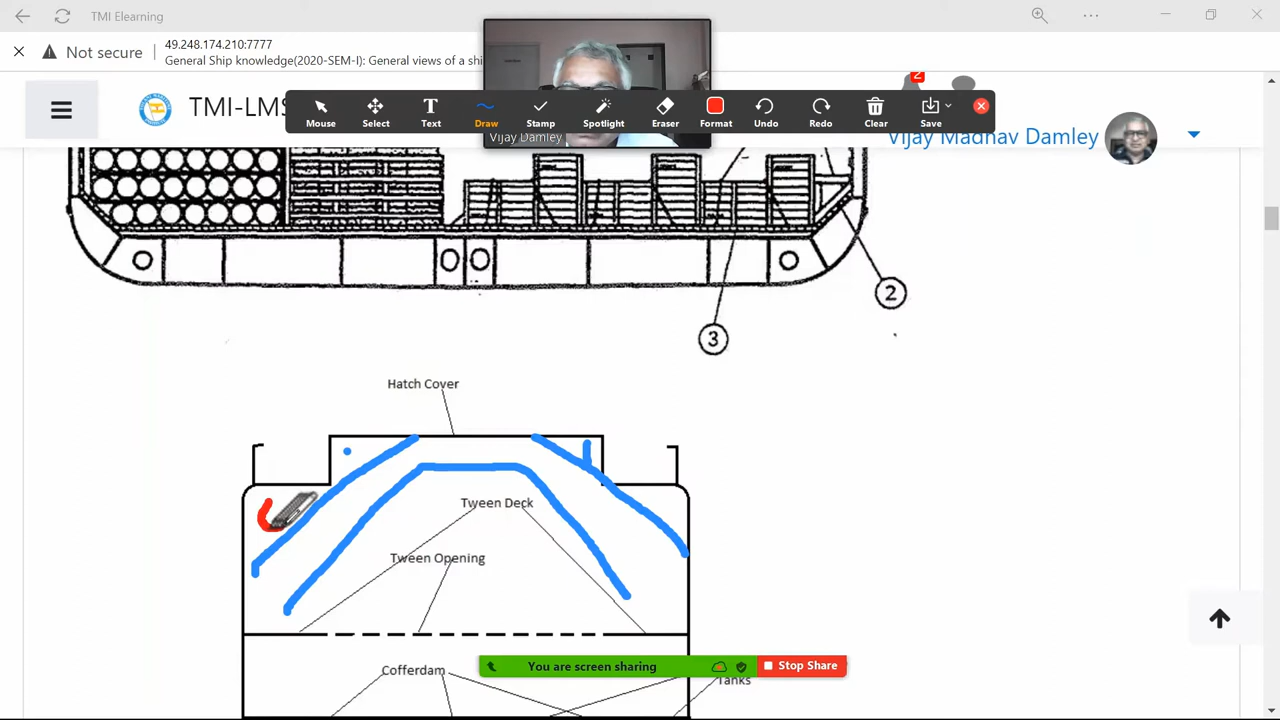 TMI Elearning
Not secure
49.248.174.210:7777
General Ship knowledge(2020-SEM-I): General views of a shi
TMI-LMS
2
Mouse
Select
Text
Draw
Stamp
Spotlight
Eraser
Format
Undo
Redo
Clear
Save
Vijay Damley
Vijay Madhav Damley
2
3
Hatch Cover
Tween Deck
Tween Opening
Cofferdam
You are screen sharing
Stop Share
Tanks